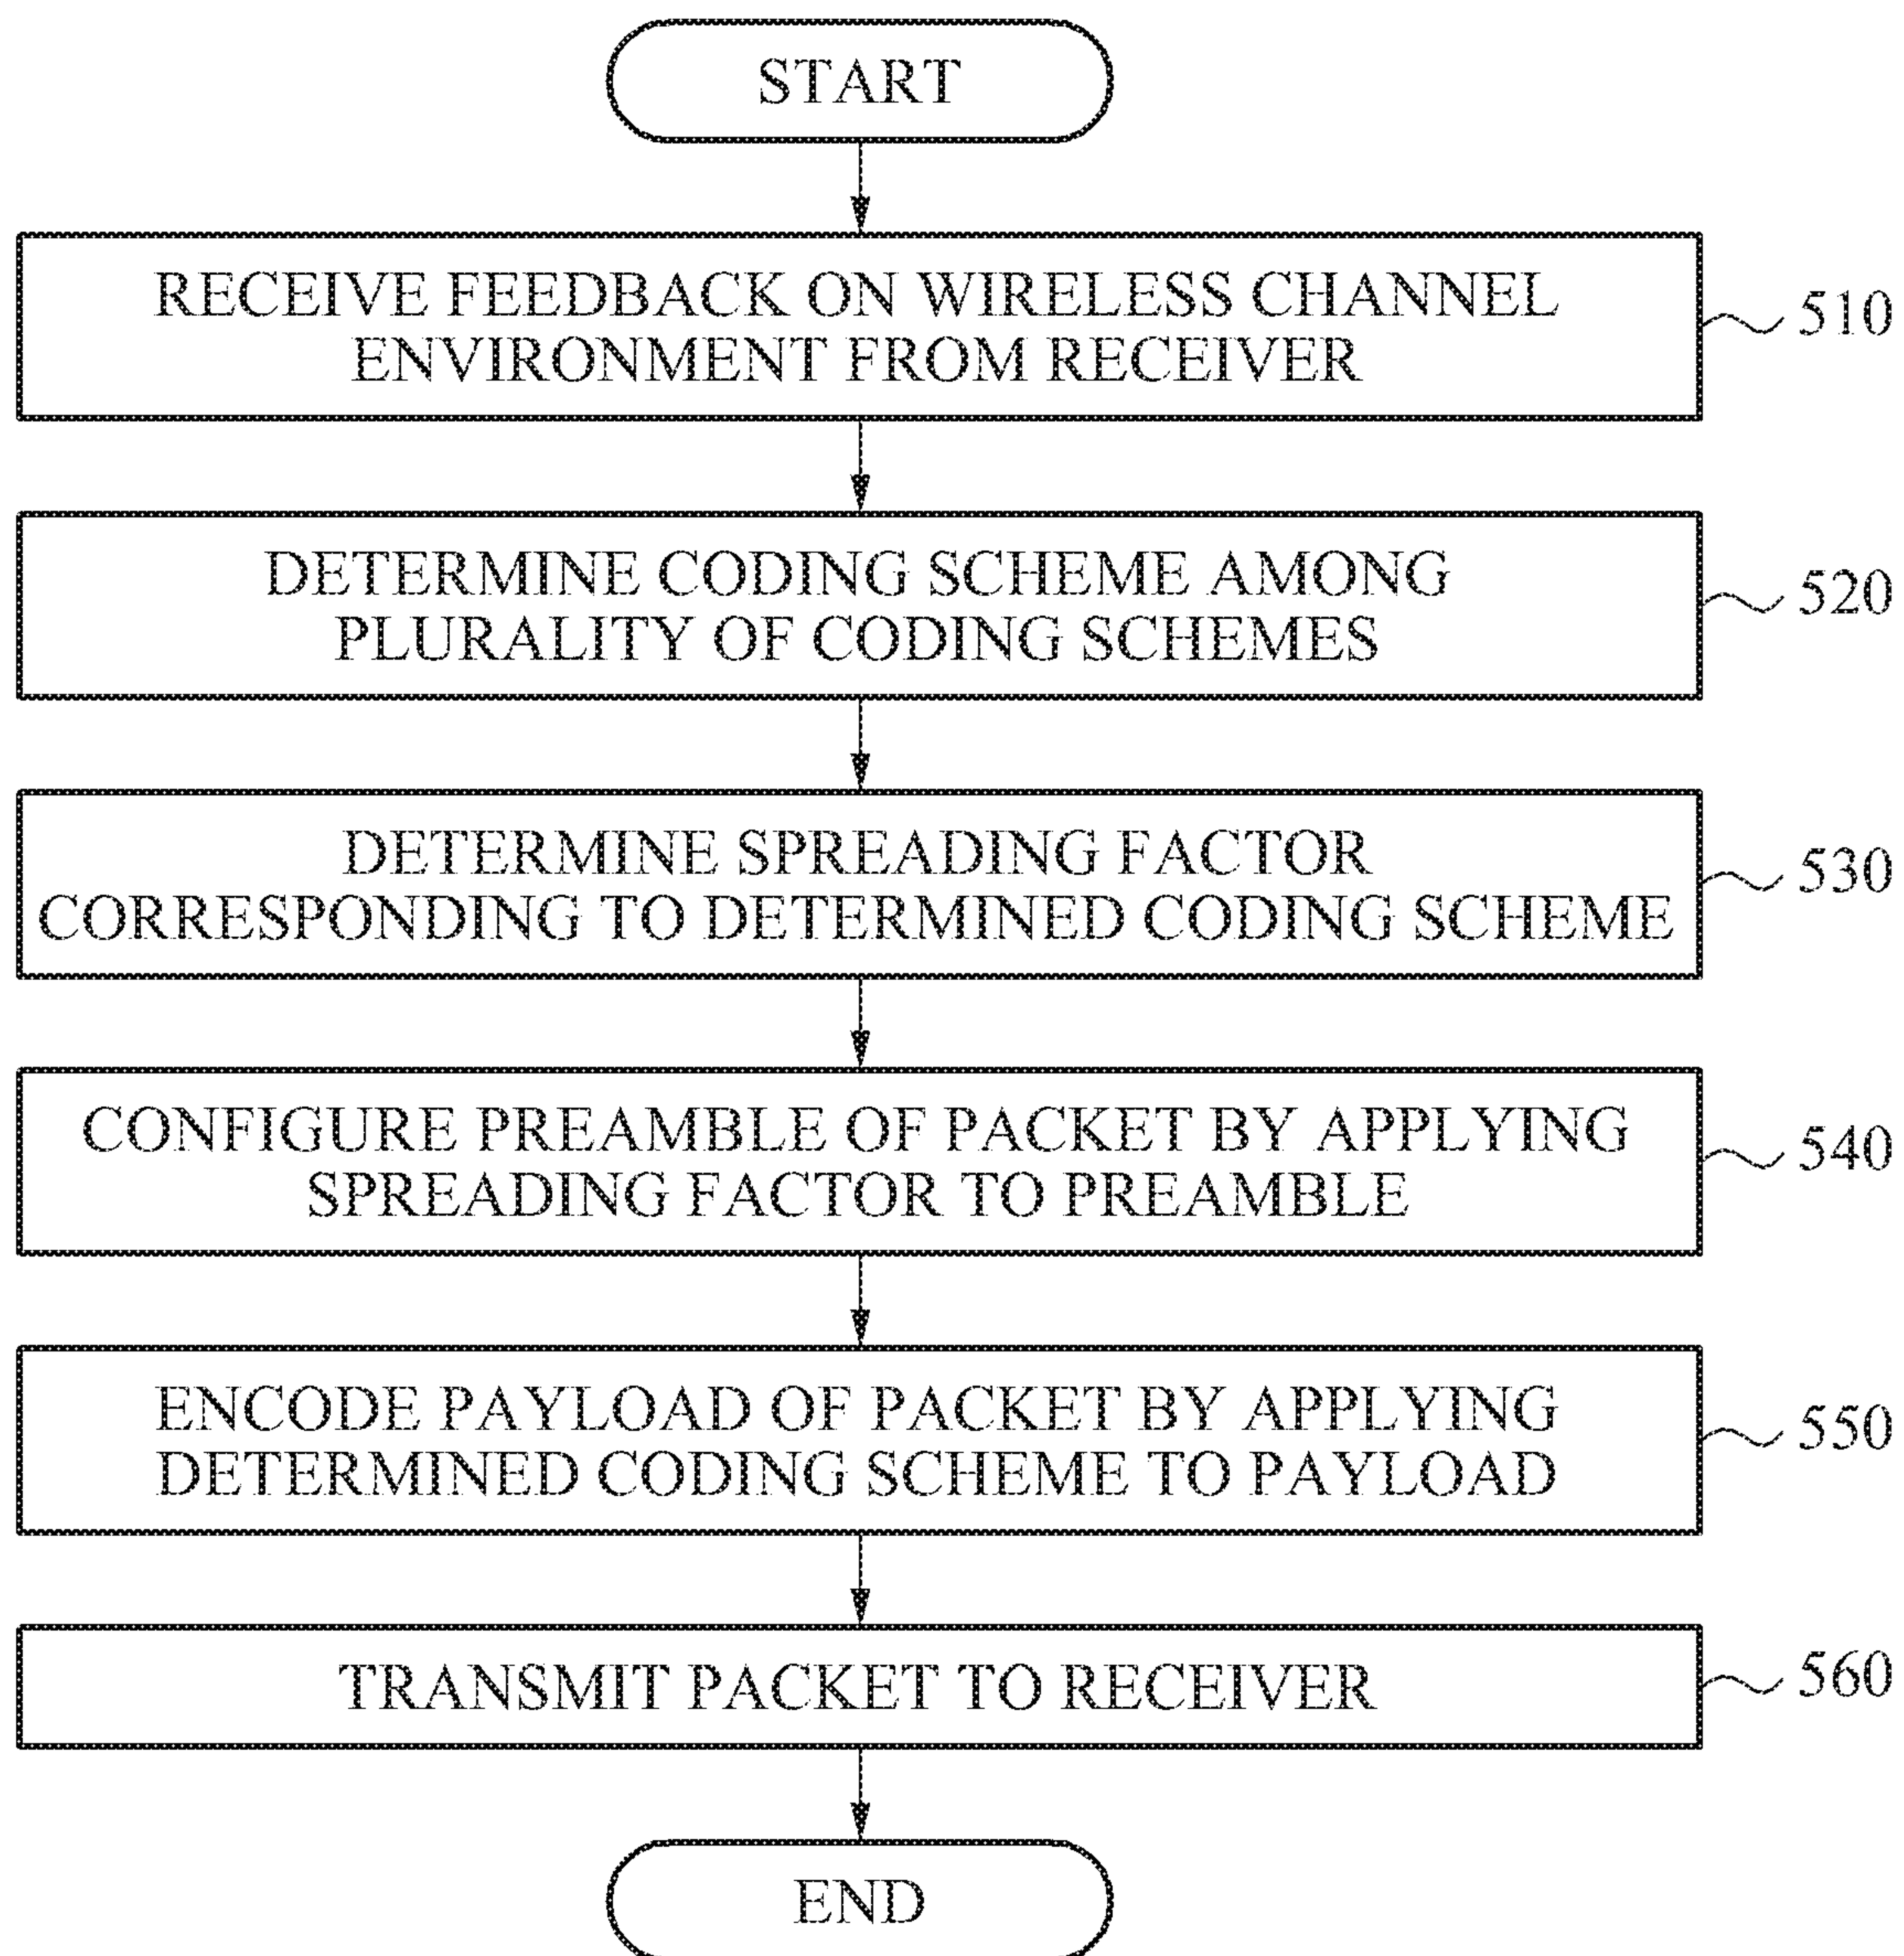 START
RECEIVE FEEDBACK ON WIRELESS CHANNEL
ENVIRONMENT FROM RECEIVER
510
DETERMINE CODING SCHEME AMONG
PLURALITY OF CODING SCHEMES
520
DETERMINE SPREADING FACTOR
CORRESPONDING TO DETERMINED CODING SCHEME
530
CONFIGURE PREAMBLE OF PACKET BY APPLYING
SPREADING FACTOR TO PREAMBLE
540
ENCODE PAYLOAD OF PACKET BY APPLYING
DETERMINED CODING SCHEME TO PAYLOAD
550
TRANSMIT PACKET TO RECEIVER
560
END